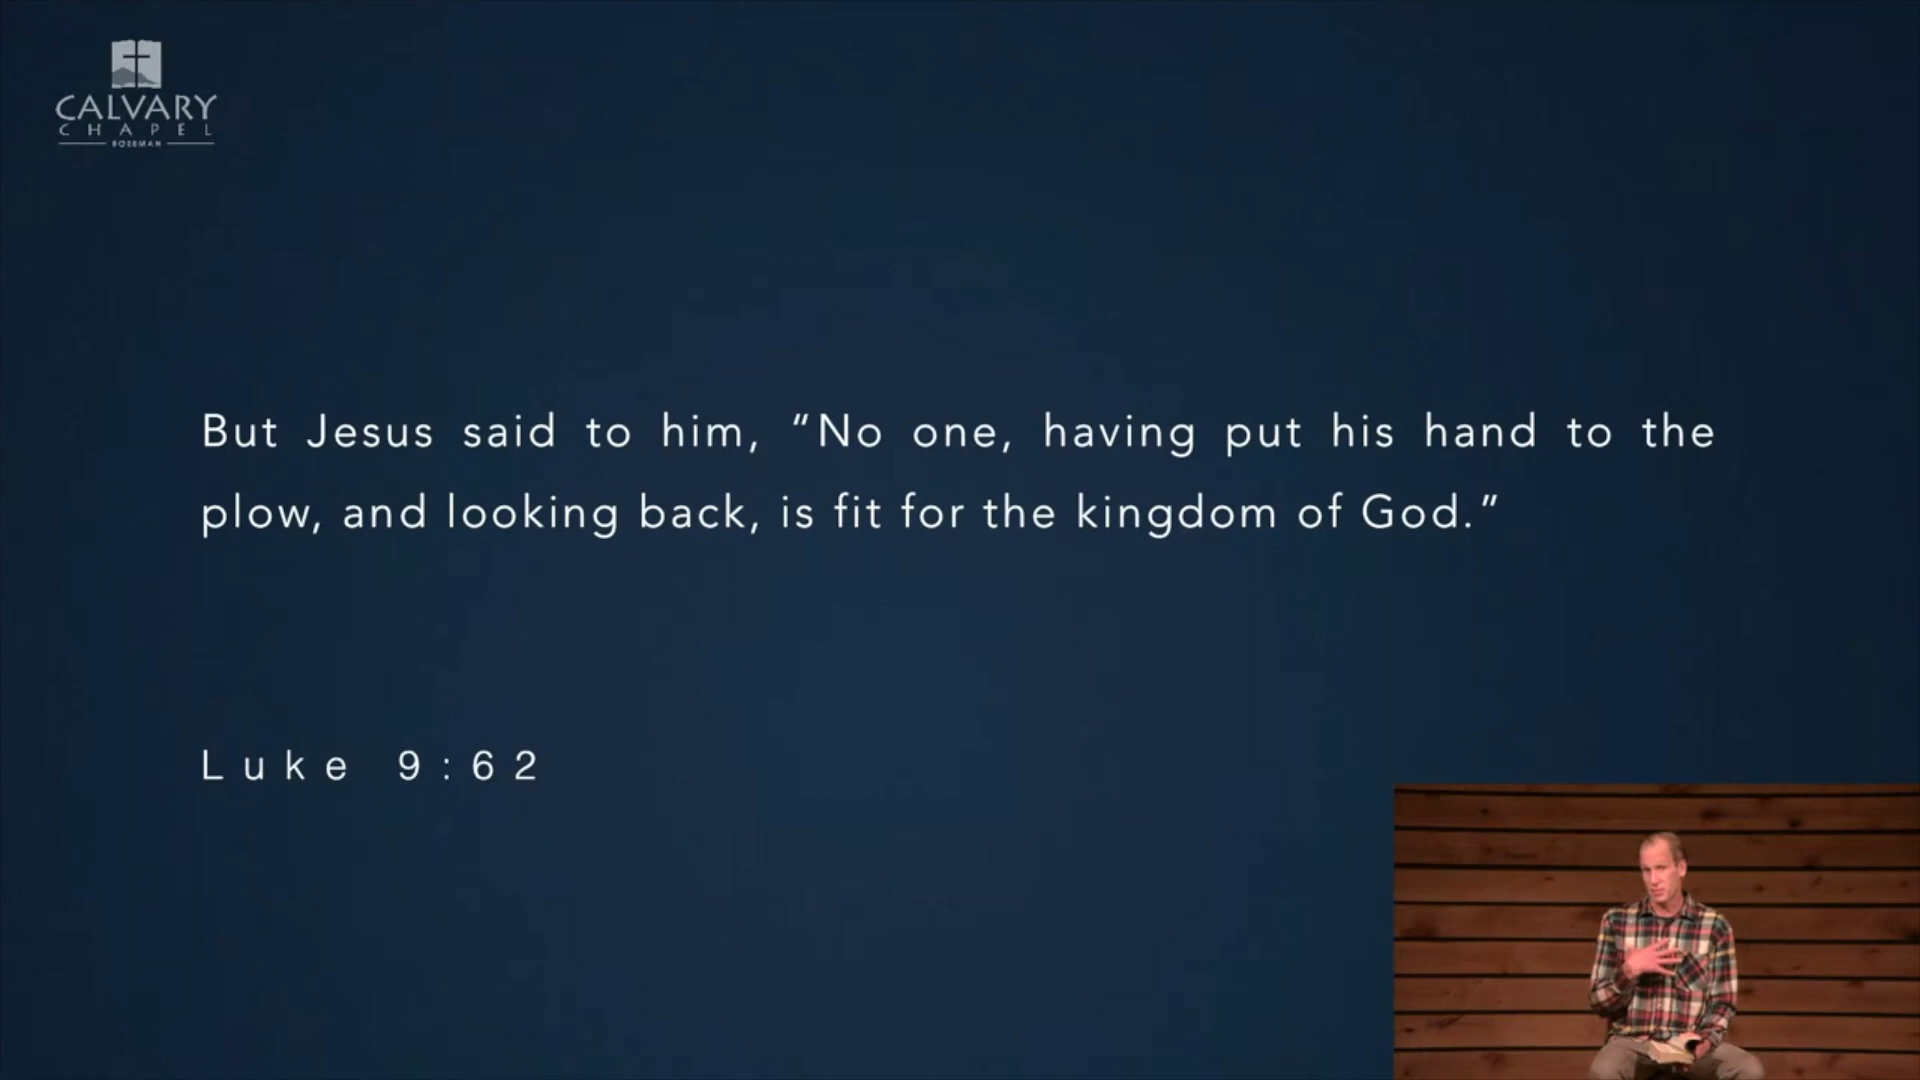 CALVARY
CHAPEL
BOZEMAN
But Jesus said to him, “No one, having put his hand to the
plow, and looking back, is fit for the kingdom of God.”
Luke 9:62